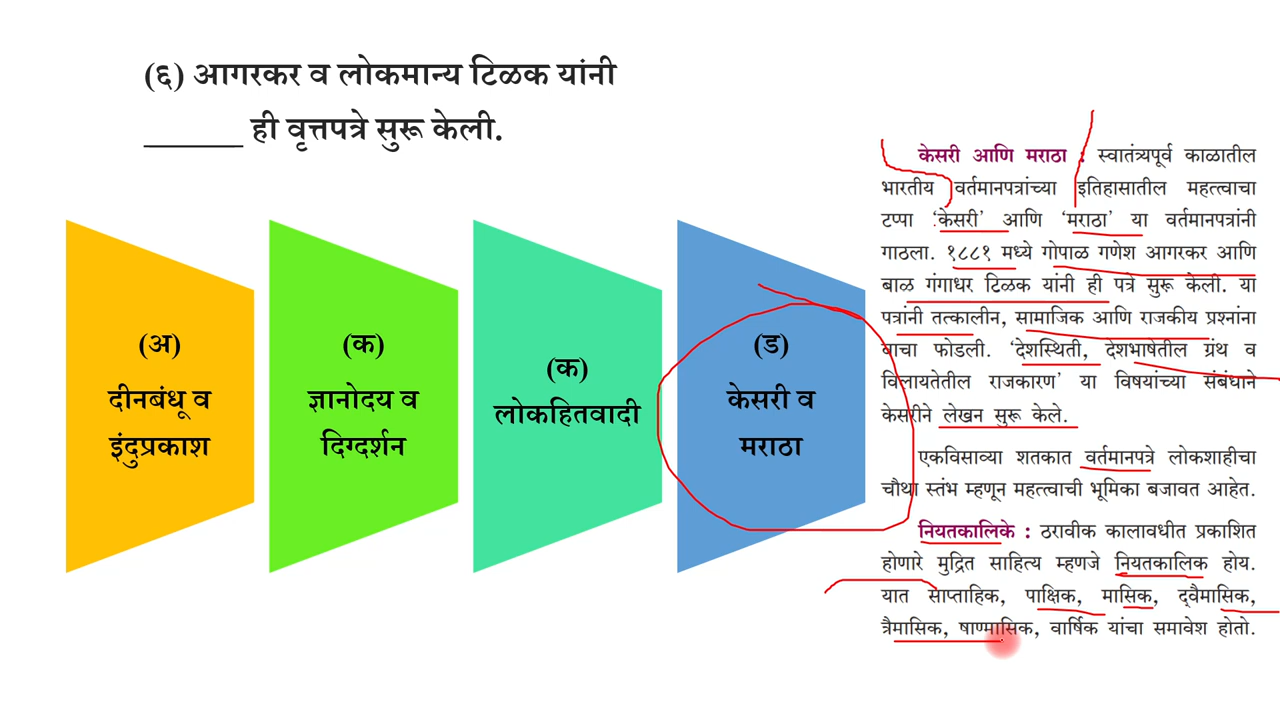 (६) आगरकर व लोकमान्य टिळक यांनी
______ ही वृत्तपत्रे सुरू केली.
(अ)
दीनबंधू व
इंदुप्रकाश
(क)
ज्ञानोदय व
दिग्दर्शन
(क)
लोकहितवादी
(ड)
केसरी व
मराठा
केसरी आणि मराठा : स्वातंत्र्यपूर्व काळातील
भारतीय वर्तमानपत्रांच्या इतिहासातील महत्त्वाचा
टप्पा ‘केसरी’ आणि ‘मराठा’ या वर्तमानपत्रांनी
गाठला. १८८१ मध्ये गोपाळ गणेश आगरकर आणि
बाळ गंगाधर टिळक यांनी ही पत्रे सुरू केली. या
पत्रांनी तत्कालीन, सामाजिक आणि राजकीय प्रश्नांना
वाचा फोडली. ‘देशस्थिती, देशभाषेतील ग्रंथ व
विलायतेतील राजकारण’ या विषयांच्या संबंधाने
केसरीने लेखन सुरू केले.
एकविसाव्या शतकात वर्तमानपत्रे लोकशाहीचा
चौथा स्तंभ म्हणून महत्त्वाची भूमिका बजावत आहेत.
नियतकालिके : ठरावीक कालावधीत प्रकाशित
होणारे मुद्रित साहित्य म्हणजे नियतकालिक होय.
यात साप्ताहिक, पाक्षिक, मासिक, द्वैमासिक,
त्रैमासिक, षाण्मासिक, वार्षिक यांचा समावेश होतो.